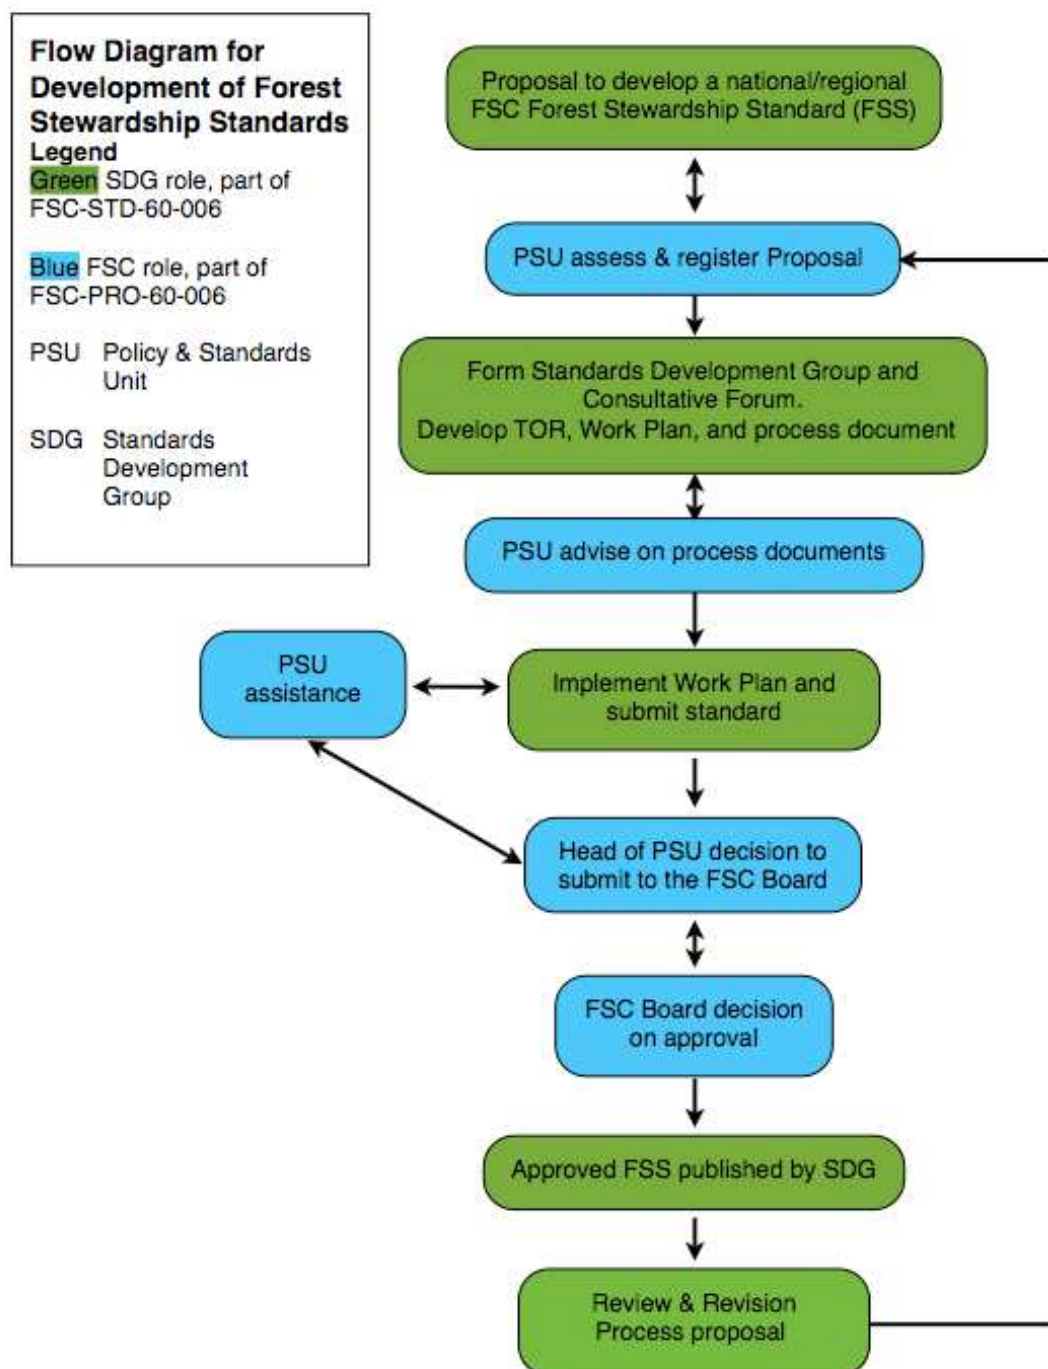 Flow Diagram for
Development of Forest
Stewardship Standards
Legend
Green SDG role, part of
FSC-STD-60-006
Blue FSC role, part of
FSC-PRO-60-006
PSU Policy & Standards
Unit
SDG Standards
Development
Group
Proposal to develop a national/regional
FSC Forest Stewardship Standard (FSS)
PSU assess & register Proposal
Form Standards Development Group and
Consultative Forum.
Develop TOR, Work Plan, and process document
PSU advise on process documents
PSU
assistance
Implement Work Plan and
submit standard
Head of PSU decision to
submit to the FSC Board
FSC Board decision
on approval
Approved FSS published by SDG
Review & Revision
Process proposal